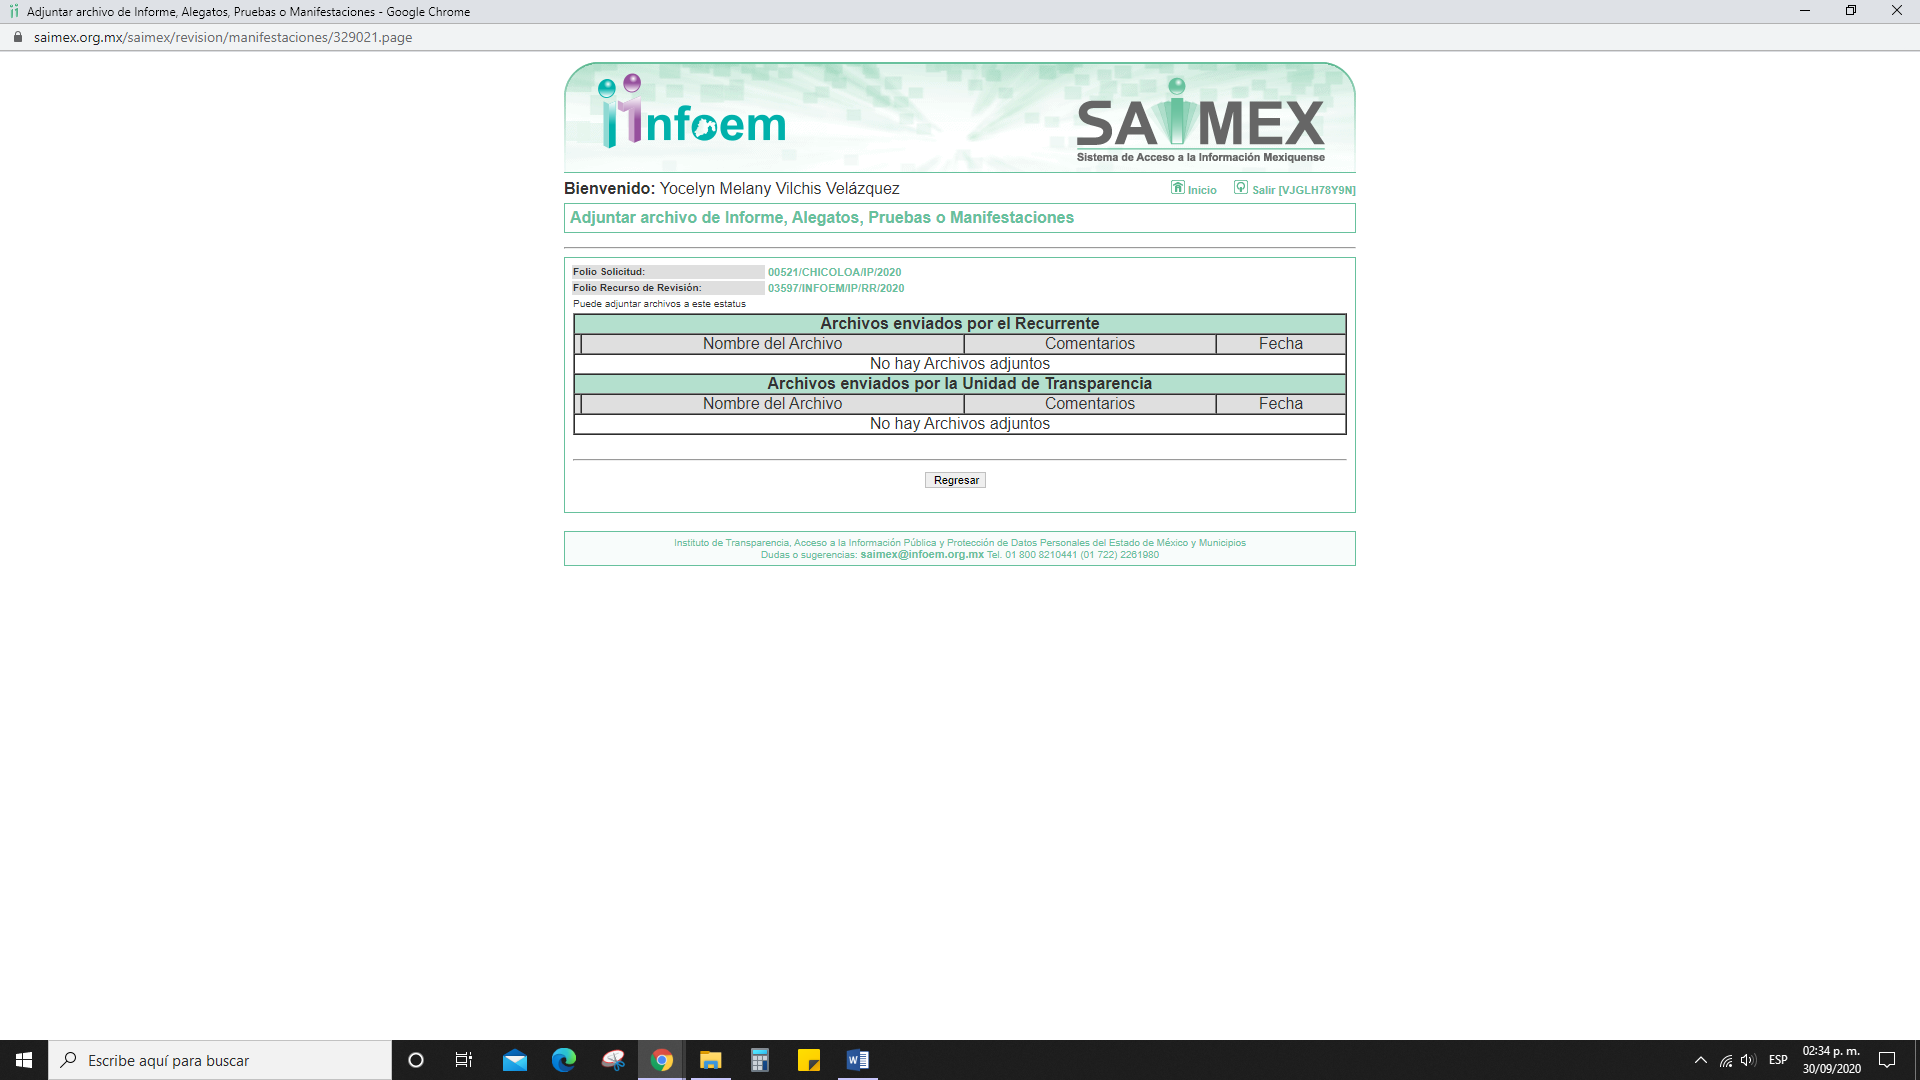 Adjuntar archivo de Informe, Alegatos, Pruebas o Manifestaciones - Google Chrome
saimex.org.mx/saimex/revision/manifestaciones/329021.page
infoem
SAIMEX
Sistema de Acceso a la Información Mexiquense
Bienvenido: Yocelyn Melany Vilchis Velázquez
Inicio Salir [VJGLH78Y9N]
Adjuntar archivo de Informe, Alegatos, Pruebas o Manifestaciones
Folio Solicitud: 00521/CHICOLOA/IP/2020
Folio Recurso de Revisión: 03597/INFOEM/IP/RR/2020
Puede adjuntar archivos a este estatus
Archivos enviados por el Recurrente
Nombre del Archivo Comentarios Fecha
No hay Archivos adjuntos
Archivos enviados por la Unidad de Transparencia
Nombre del Archivo Comentarios Fecha
No hay Archivos adjuntos
Regresar
Instituto de Transparencia, Acceso a la Información Pública y Protección de Datos Personales del Estado de México y Municipios
Dudas o sugerencias: saimex@infoem.org.mx Tel. 01 800 8210441 (01 722) 2261980
Escribe aquí para buscar
ESP
02:34 p. m.
30/09/2020